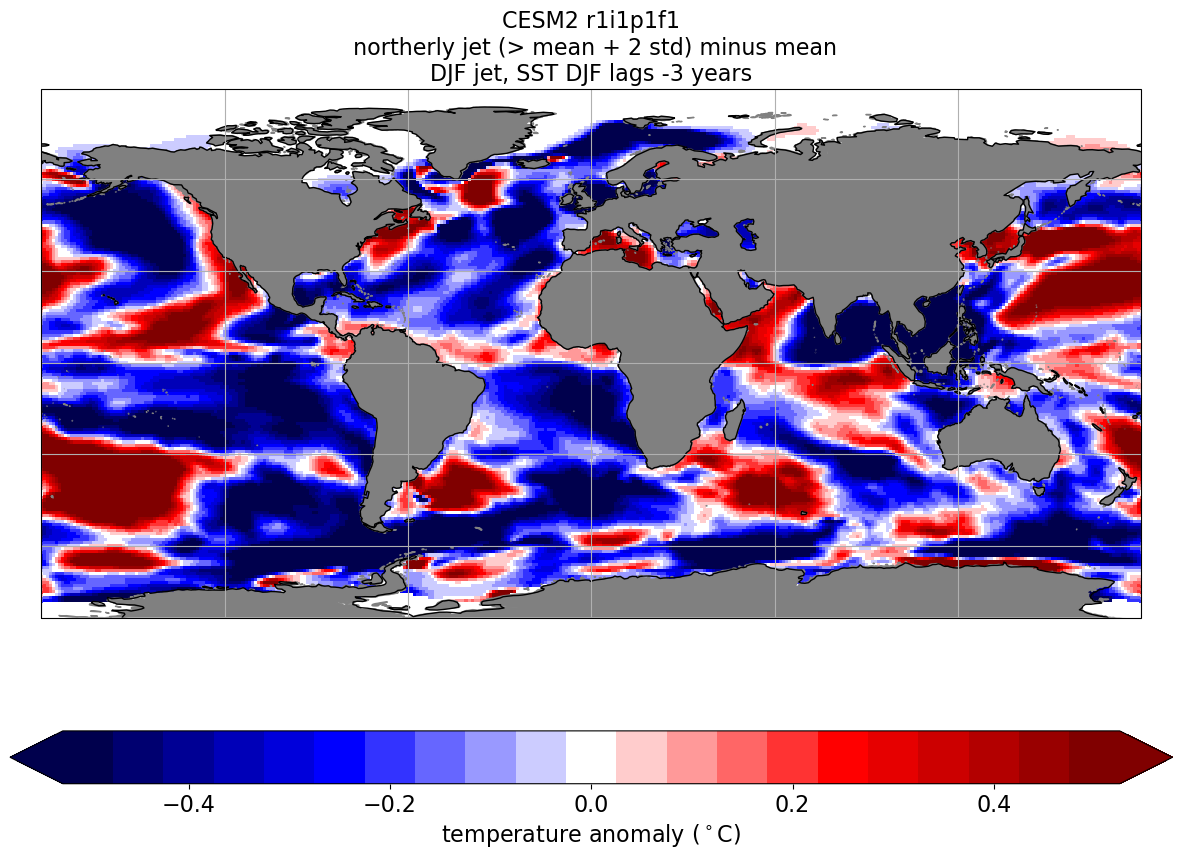 CESM2 r1i1p1f1
northerly jet (> mean + 2 std) minus mean
DJF jet, SST DJF lags -3 years
−0.4 −0.2 0.0 0.2 0.4
temperature anomaly (°C)